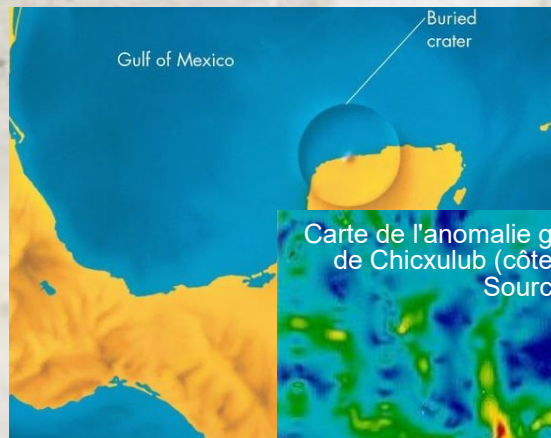 Buried
crater
Gulf of Mexico
Carte de l'anomalie g
de Chicxulub (côte
Sourc